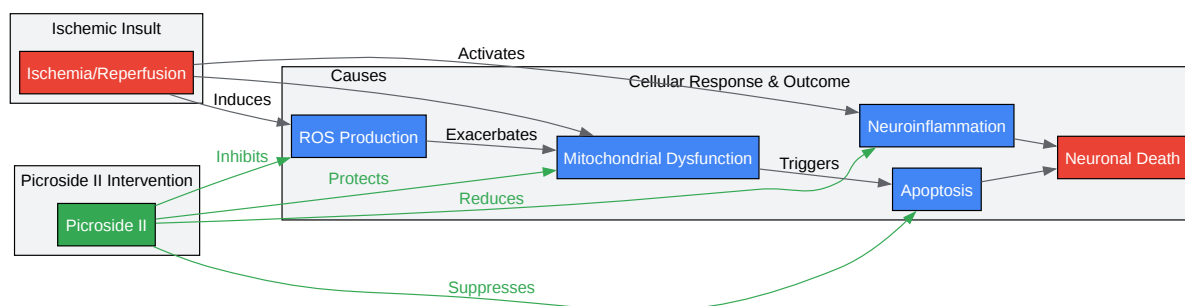 Ischemic Insult
Ischemia/Reperfusion
Activates
Causes
Induces
Cellular Response & Outcome
ROS Production
Exacerbates
Mitochondrial Dysfunction
Triggers
Neuroinflammation
Apoptosis
Neuronal Death
Picroside II Intervention
Picroside II
Inhibits
Protects
Reduces
Suppresses